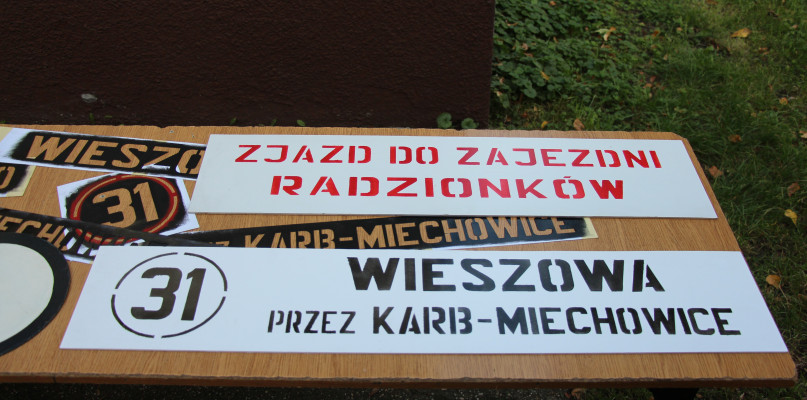 WIESZO
ZJAZD DO ZAJEZDNI
RADZIONKÓW
31
KARB-MIECHOWICE
31
WIESZOWA
PRZEZ KARB-MIECHOWICE